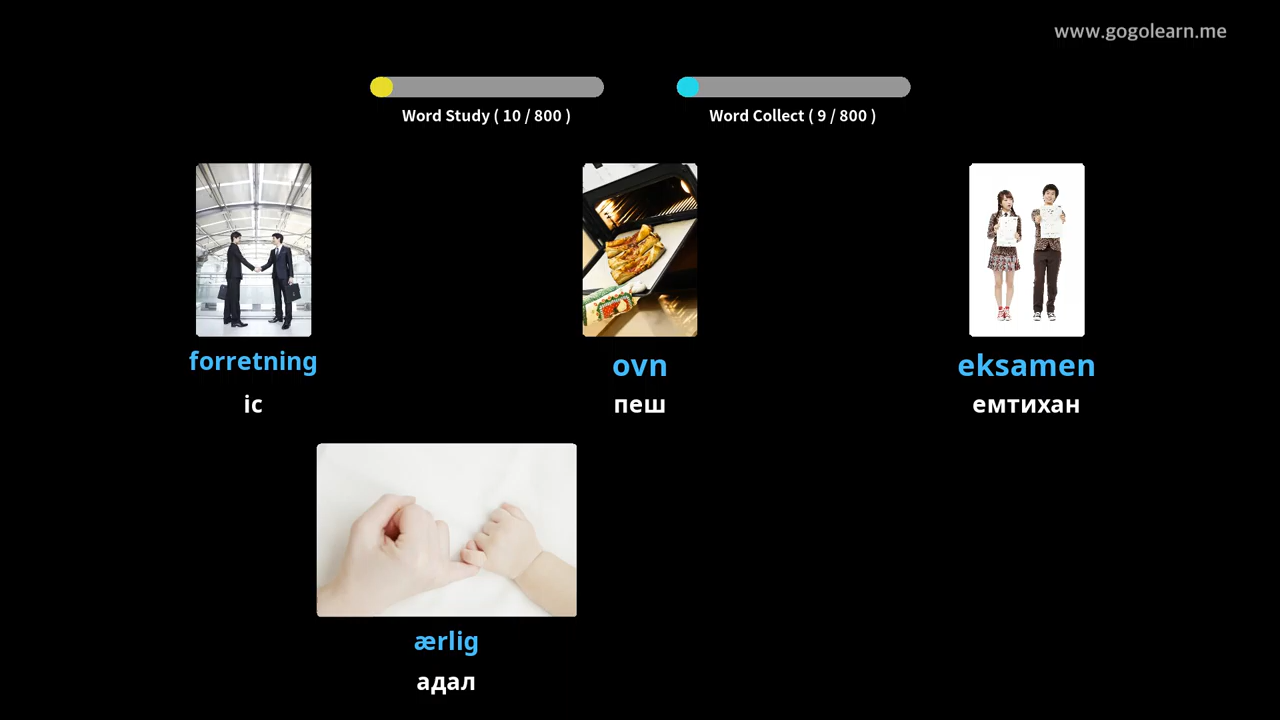 www.gogolearn.me
Word Study ( 10 / 800 )
Word Collect ( 9 / 800 )
forretning
ovn
eksamen
іс
пеш
емтихан
ærlig
адал